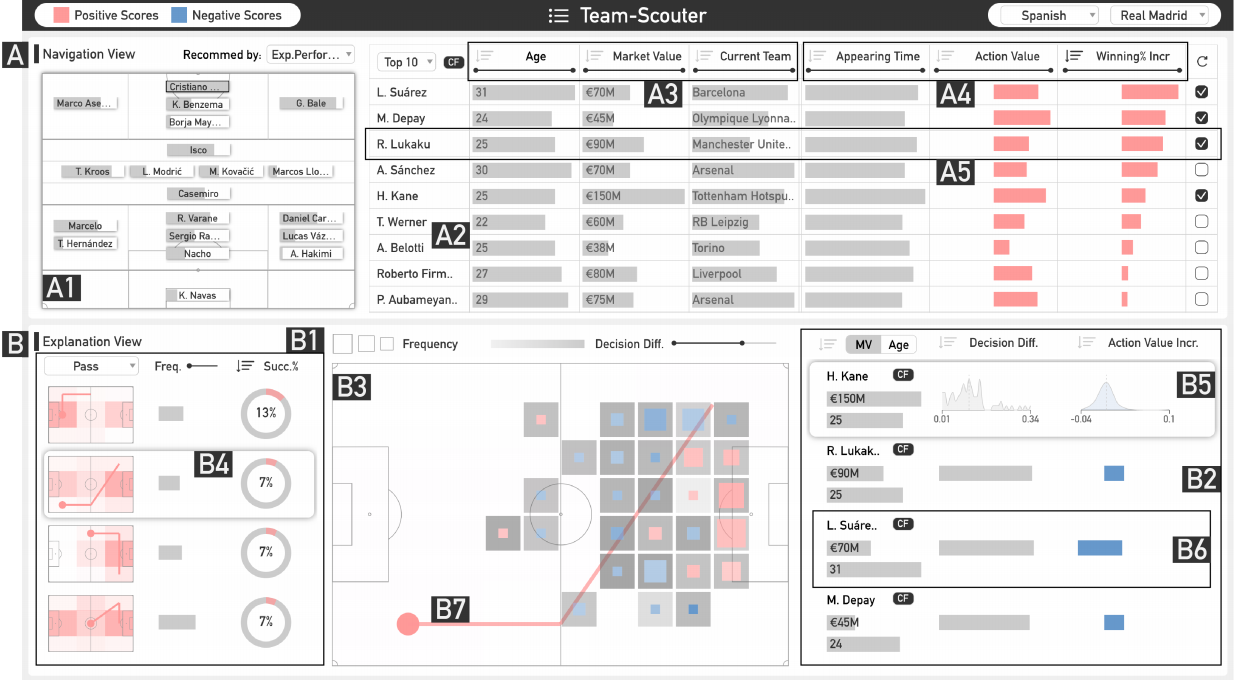 Positive Scores Negative Scores Team-Scouter Spanish Real Madrid
A Navigation View Recommed by: Exp.Perfor...
Marco Ase... Cristiano ... G. Bale
K. Benzema
Borja May...
Isco
T. Kroos L. Modrić M. Kovačić Marcos Llo...
Casemiro
Marcelo R. Varane Daniel Car...
T. Hernández Sergio Ra... Lucas Váz...
Nacho A. Hakimi
A1
K. Navas
Top 10 CF Age Market Value Current Team Appearing Time Action Value Winning% Incr
L. Suárez 31 €70M A3 Barcelona A4
M. Depay 24 €45M Olympique Lyonna..
R. Lukaku 25 €90M Manchester Unite..
A. Sánchez 30 €70M Arsenal A5
H. Kane 25 €150M Tottenham Hotspu..
T. Werner 22 €60M RB Leipzig
A2
A. Belotti 25 €38M Torino
Roberto Firm.. 27 €80M Liverpool
P. Aubameyan.. 29 €75M Arsenal
B Explanation View B1
Pass Freq. Succ.%
13%
B4
7%
7%
7%
Frequency Decision Diff.
B3
B7
MV Age Decision Diff. Action Value Incr.
H. Kane CF B5
€150M
25 0.01 0.34 -0.04 0.1
R. Lukak.. CF
€90M B2
25
L. Suáre.. CF
€70M B6
31
M. Depay CF
€45M
24